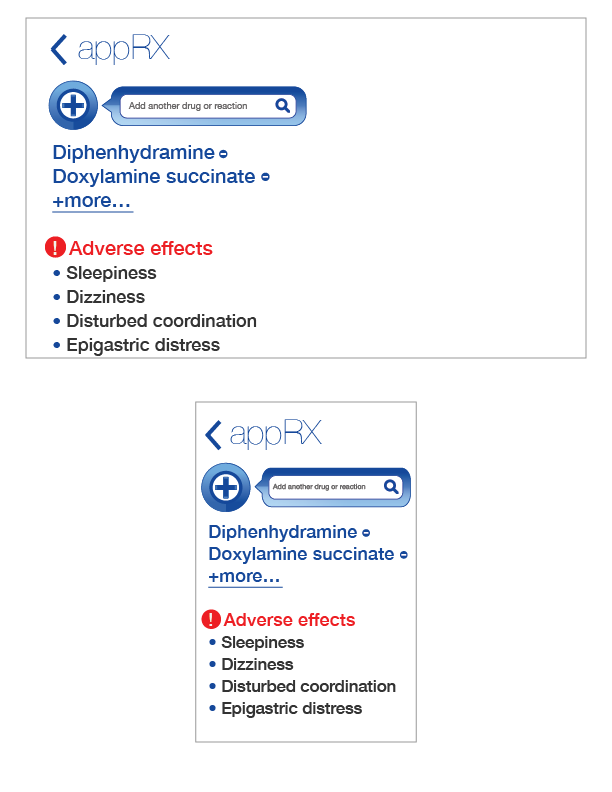 appRX
Add another drug or reaction
Diphenhydramine
Doxylamine succinate
+more...
! Adverse effects
• Sleepiness
• Dizziness
• Disturbed coordination
• Epigastric distress
appRX
Add another drug or reaction
Diphenhydramine
Doxylamine succinate
+more...
! Adverse effects
• Sleepiness
• Dizziness
• Disturbed coordination
• Epigastric distress